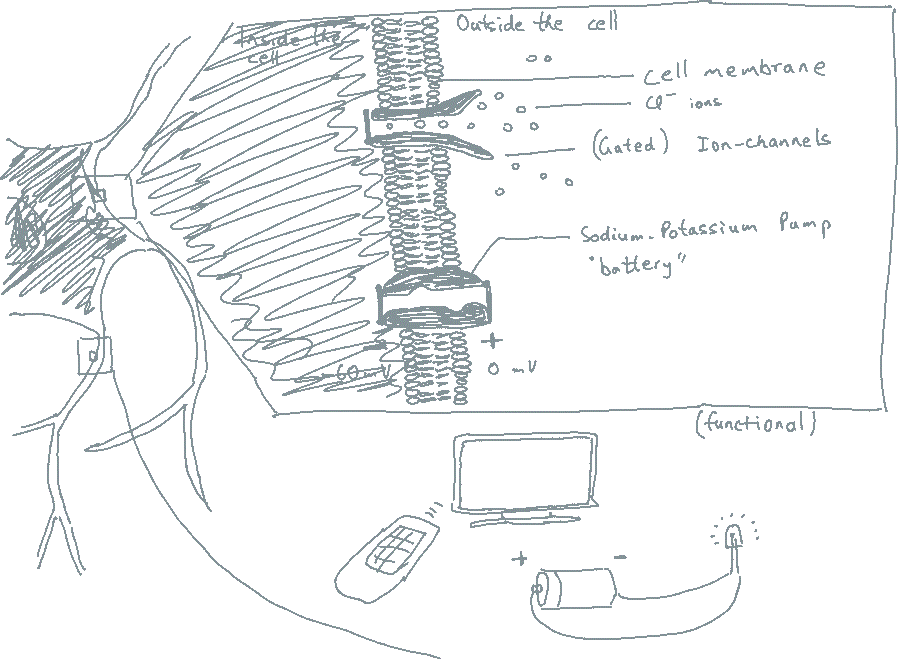 Inside the
cell
Outside the cell
Cell membrane
Cl⁻ ions
(Gated) Ion-channels
Sodium-Potassium Pump
"battery"
+
-60 mV
0 mV
(functional)
+ -